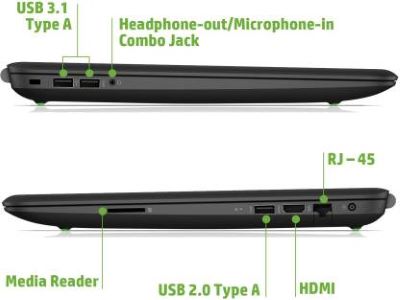 USB 3.1
Type A
Headphone-out/Microphone-in
Combo Jack
RJ – 45
Media Reader
USB 2.0 Type A
HDMI